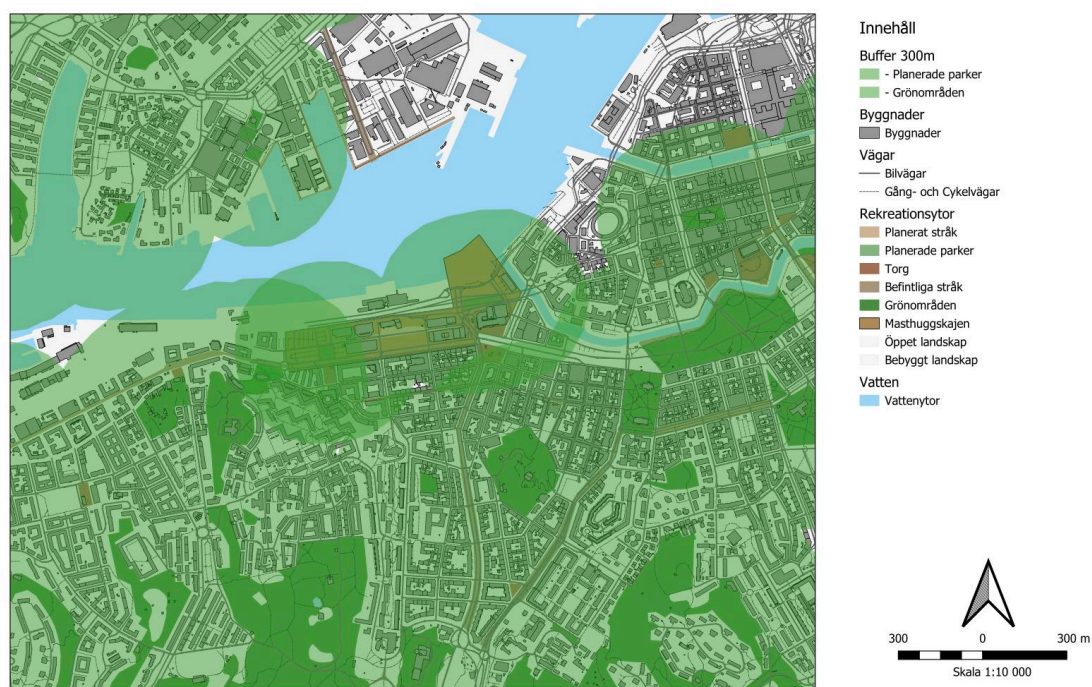 Innehåll
Buffer 300m
- Planerade parker
- Grönområden
Byggnader
Byggnader
Vägar
Bilvägar
Gång- och Cykelvägar
Rekreationsytor
Planerat stråk
Planerade parker
Torg
Befintliga stråk
Grönområden
Masthuggskajen
Öppet landskap
Bebyggt landskap
Vatten
Vattenytor
300 0 300 m
Skala 1:10 000